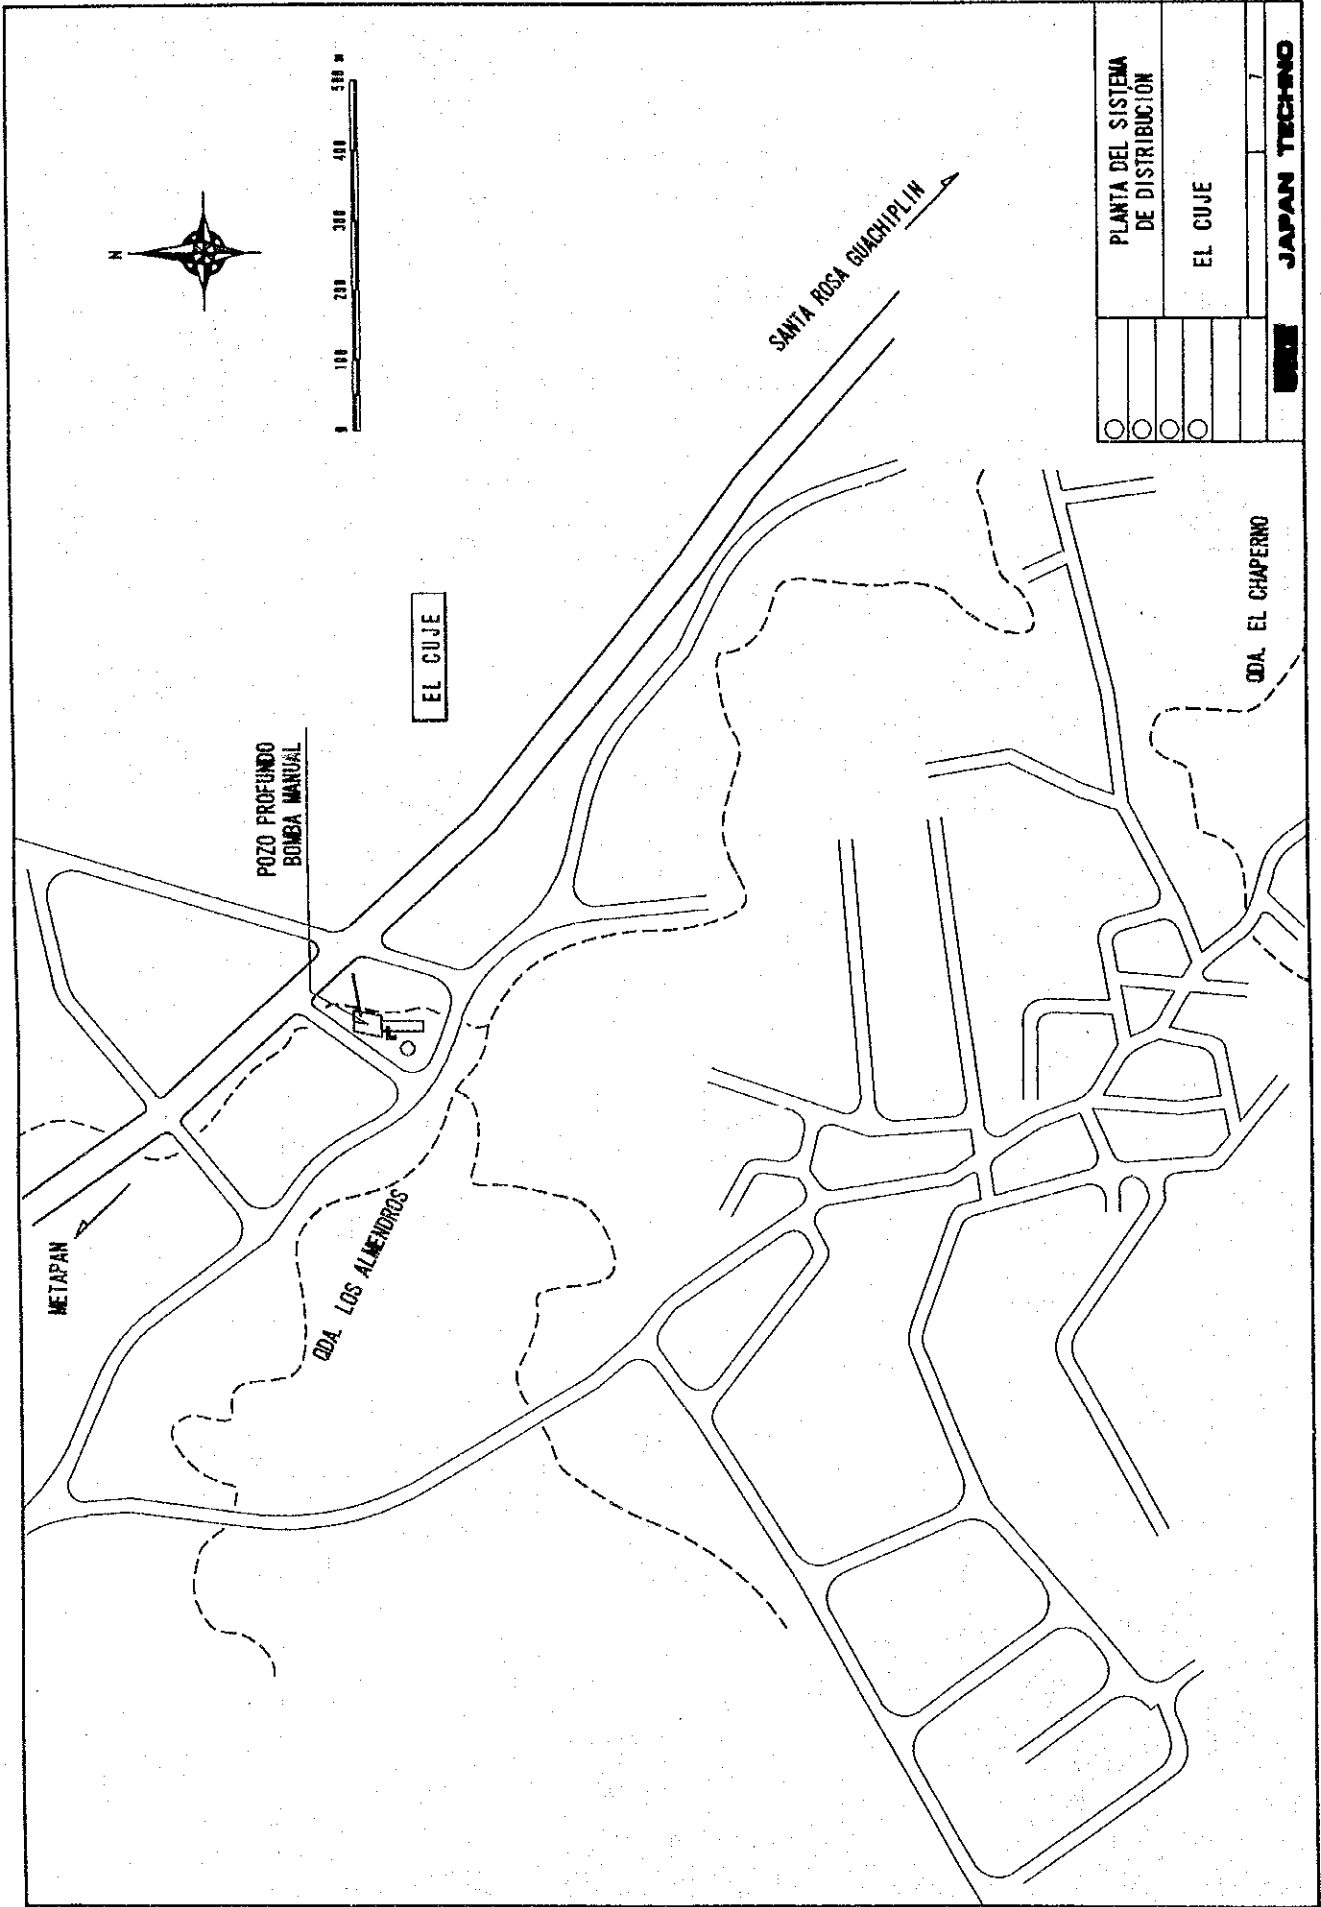 N
0 100 200 300 400 500 m
METAPAN
POZO PROFUNDO
BOMBA MANUAL
EL CUJE
SANTA ROSA GUACHIPLIN
QDA. LOS ALMENDROS
QDA. EL CHAPERNO
PLANTA DEL SISTEMA
DE DISTRIBUCION
EL CUJE
7
JAPAN TECHNO